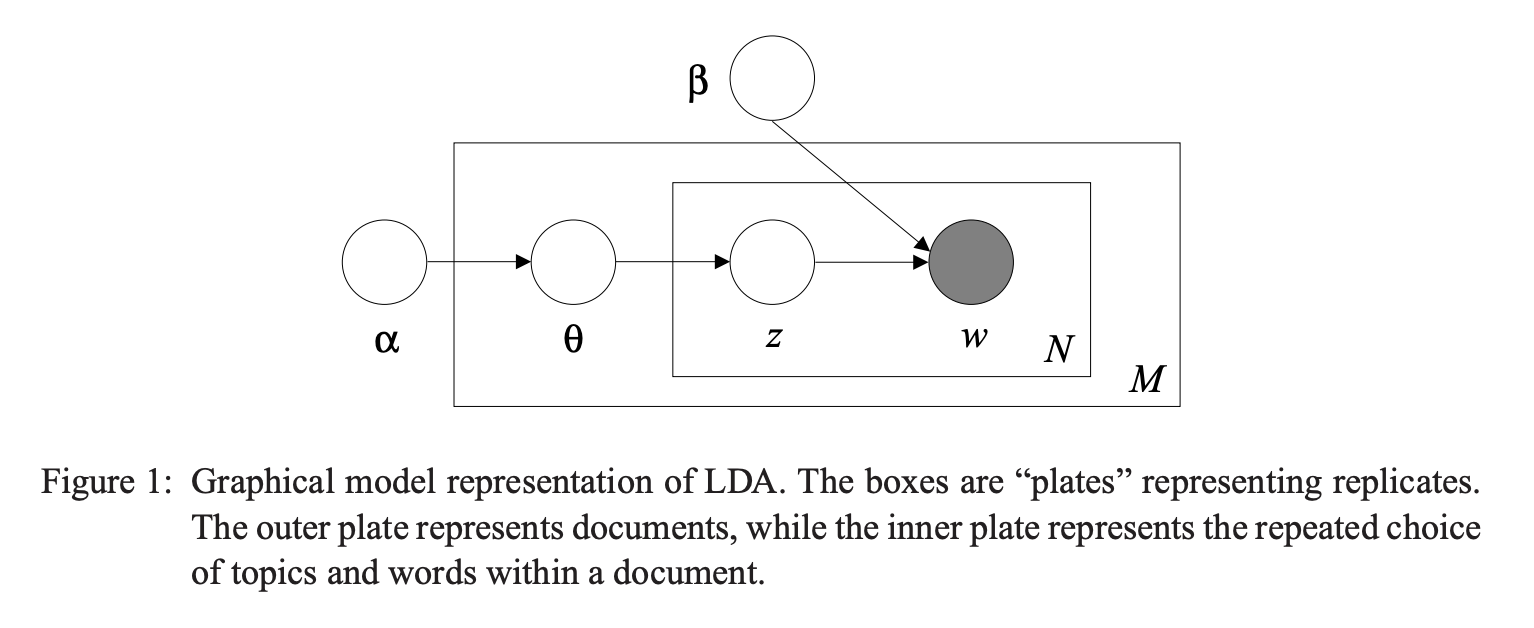 β
α
θ
z
w
N
M
Figure 1: Graphical model representation of LDA. The boxes are “plates” representing replicates.
The outer plate represents documents, while the inner plate represents the repeated choice
of topics and words within a document.